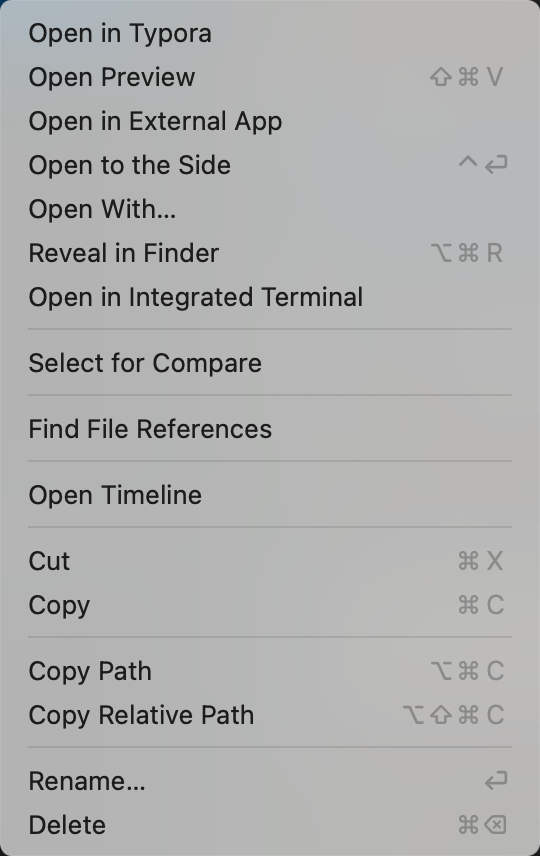 Open in Typora
Open Preview ⇧⌘V
Open in External App
Open to the Side ^⏎
Open With...
Reveal in Finder ⌥⌘R
Open in Integrated Terminal
Select for Compare
Find File References
Open Timeline
Cut ⌘X
Copy ⌘C
Copy Path ⌥⌘C
Copy Relative Path ⌥⇧⌘C
Rename... ⏎
Delete ⌘⌫